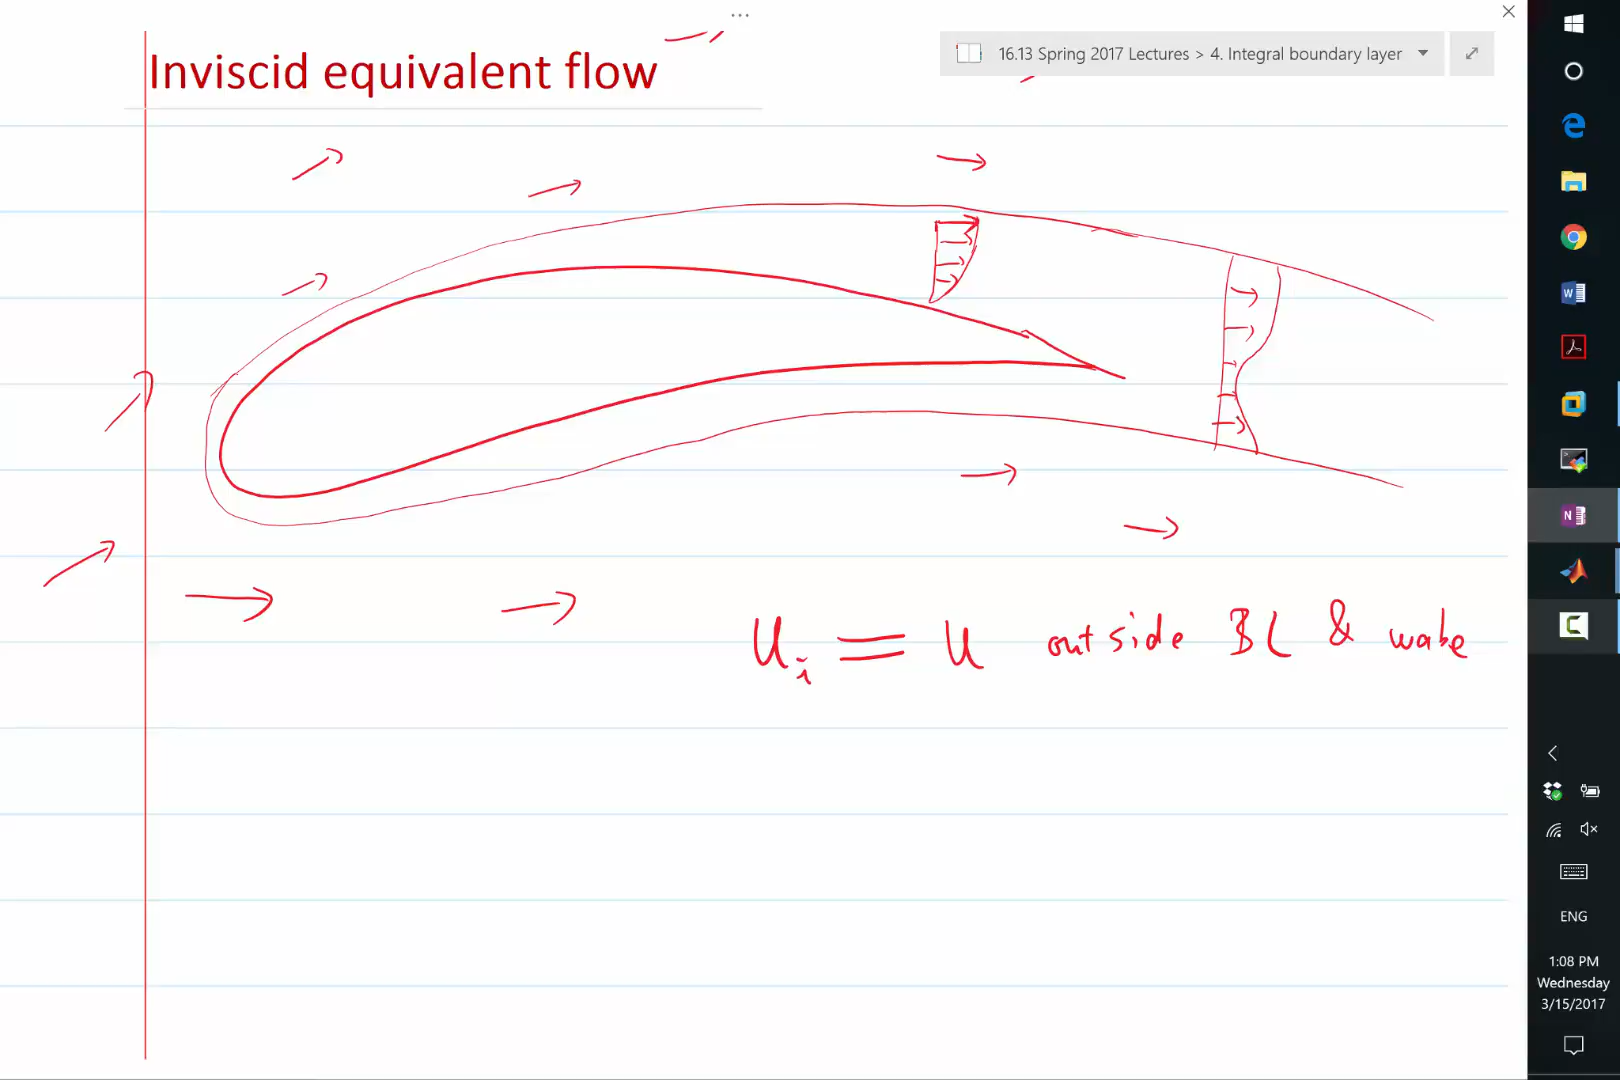 Inviscid equivalent flow
16.13 Spring 2017 Lectures > 4. Integral boundary layer
u_i = u outside BL & wake
ENG
1:08 PM
Wednesday
3/15/2017